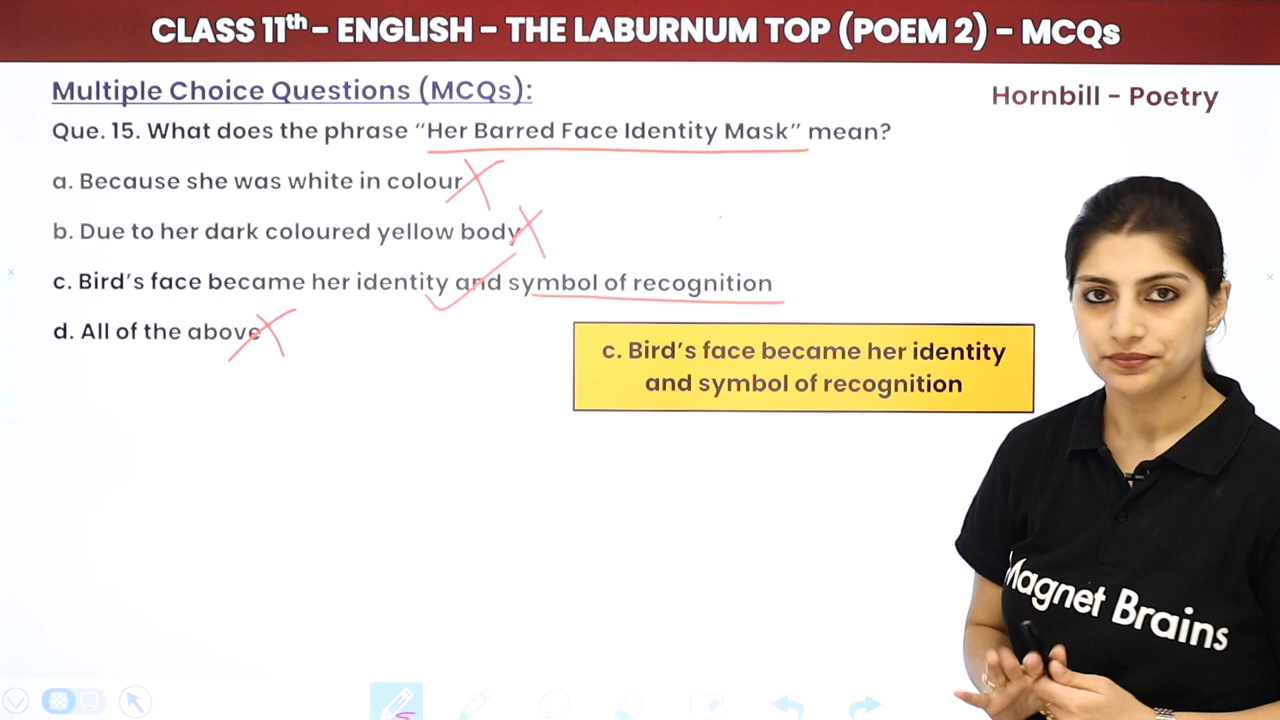 CLASS 11th – ENGLISH – THE LABURNUM TOP (POEM 2) – MCQs
Multiple Choice Questions (MCQs):
Hornbill – Poetry
Que. 15. What does the phrase “Her Barred Face Identity Mask” mean?
a. Because she was white in colour
b. Due to her dark coloured yellow body
c. Bird’s face became her identity and symbol of recognition
d. All of the above
c. Bird’s face became her identity
and symbol of recognition
Magnet Brains